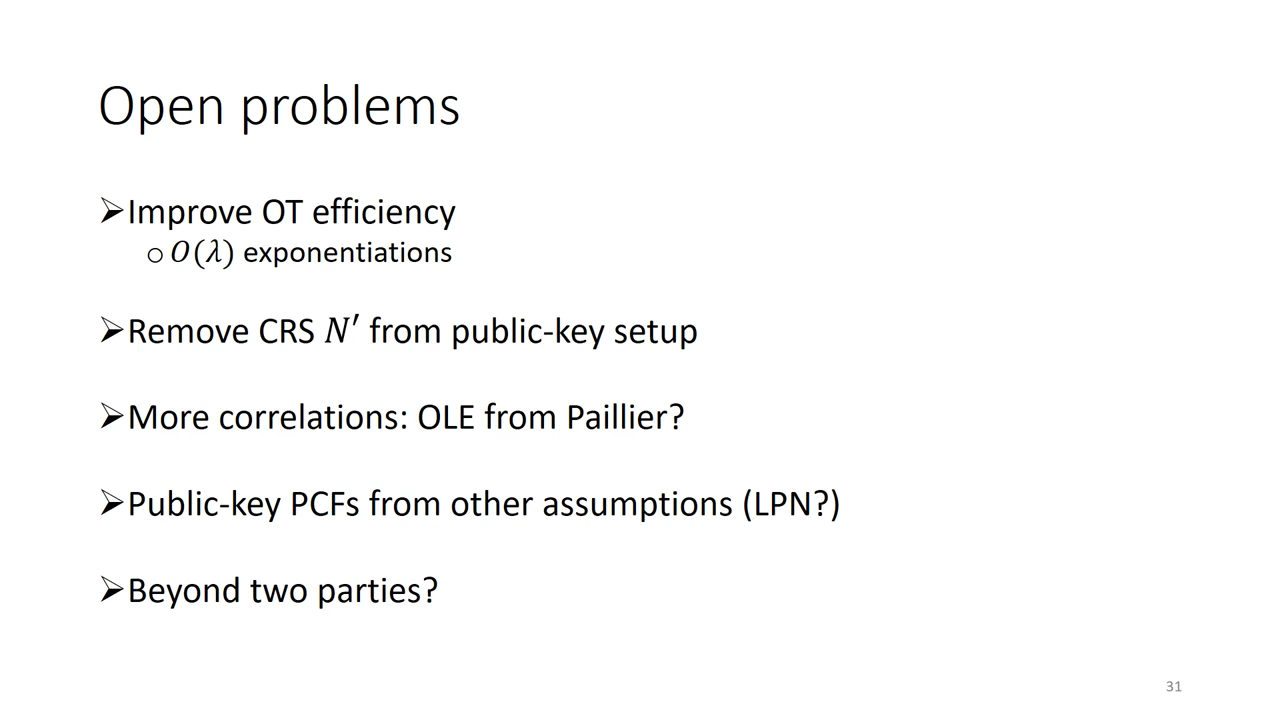 Open problems
➢Improve OT efficiency
○ 𝑂(𝜆) exponentiations
➢Remove CRS 𝑁′ from public-key setup
➢More correlations: OLE from Paillier?
➢Public-key PCFs from other assumptions (LPN?)
➢Beyond two parties?
31